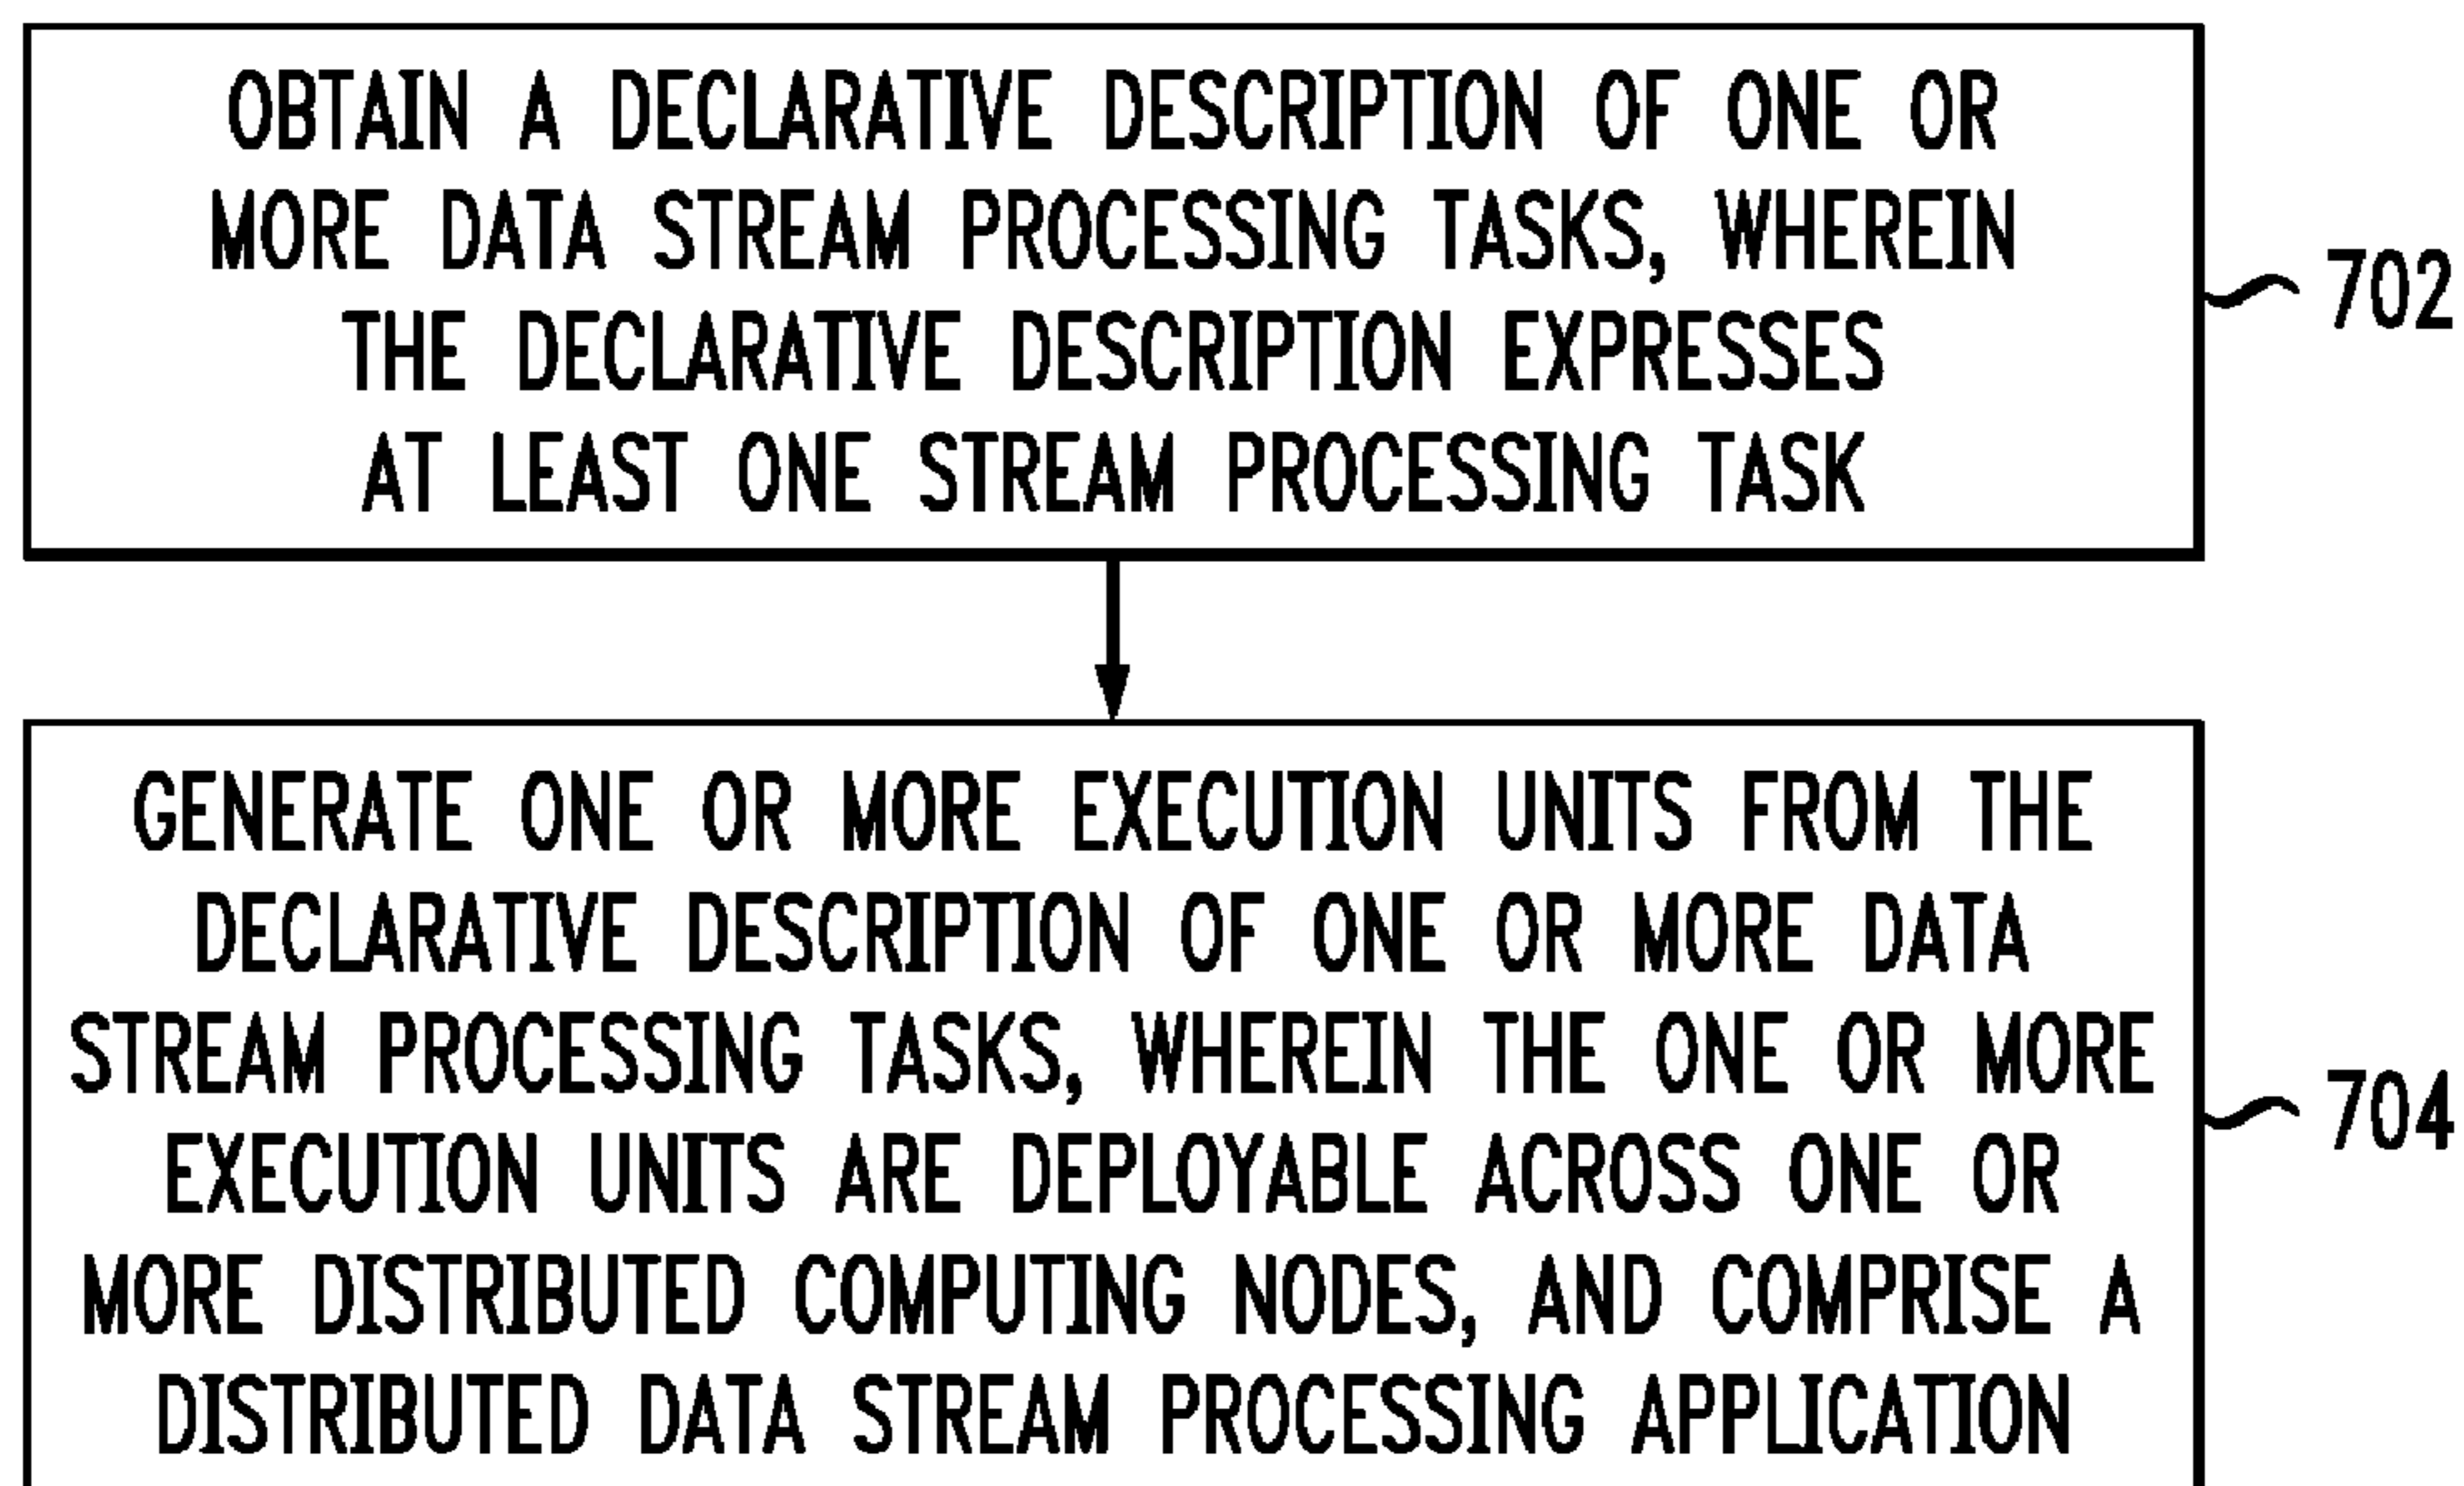 OBTAIN A DECLARATIVE DESCRIPTION OF ONE OR
MORE DATA STREAM PROCESSING TASKS, WHEREIN
THE DECLARATIVE DESCRIPTION EXPRESSES
AT LEAST ONE STREAM PROCESSING TASK
702
GENERATE ONE OR MORE EXECUTION UNITS FROM THE
DECLARATIVE DESCRIPTION OF ONE OR MORE DATA
STREAM PROCESSING TASKS, WHEREIN THE ONE OR MORE
EXECUTION UNITS ARE DEPLOYABLE ACROSS ONE OR
MORE DISTRIBUTED COMPUTING NODES, AND COMPRISE A
DISTRIBUTED DATA STREAM PROCESSING APPLICATION
704